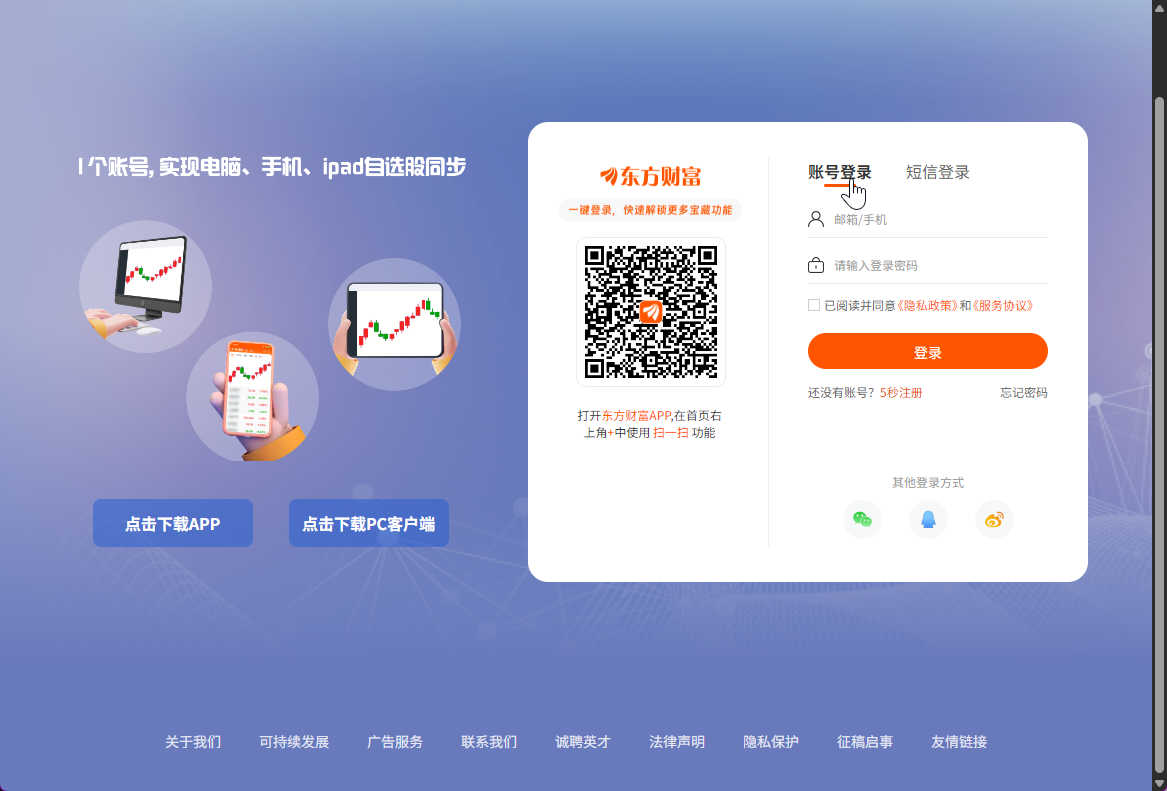 1个账号, 实现电脑、手机、ipad自选股同步
点击下载APP
点击下载PC客户端
东方财富
一键登录，快速解锁更多宝藏功能
打开东方财富APP,在首页右
上角+中使用 扫一扫 功能
账号登录
短信登录
邮箱/手机
请输入登录密码
已阅读并同意《隐私政策》和《服务协议》
登录
还没有账号？5秒注册
忘记密码
其他登录方式
关于我们
可持续发展
广告服务
联系我们
诚聘英才
法律声明
隐私保护
征稿启事
友情链接